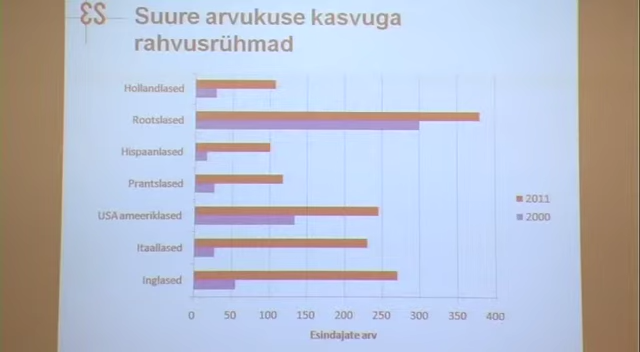 Suure arvukuse kasvuga
rahvusrühmad
Hollandlased
Rootslased
Hispaanlased
Prantslased
USA ameeriklased
Itaallased
Inglased
0 50 100 150 200 250 300 350 400
Esindajate arv
2011
2000